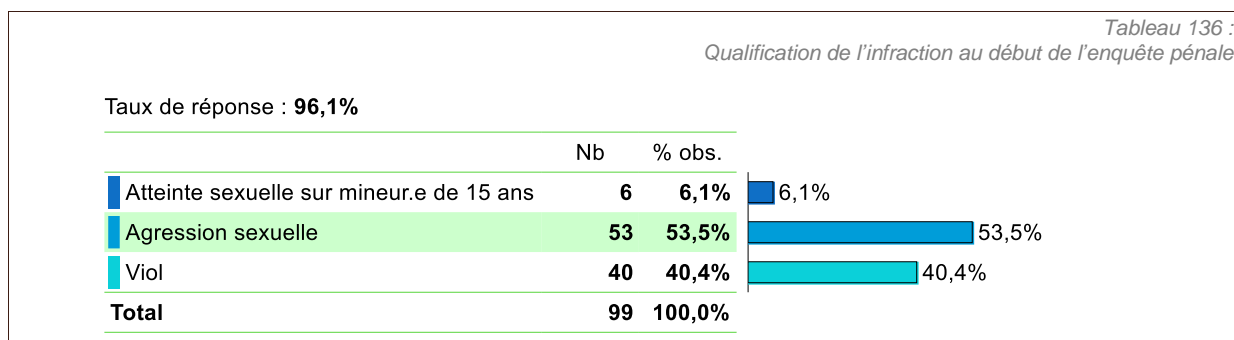 Tableau 136 :
Qualification de l'infraction au début de l'enquête pénale
Taux de réponse : 96,1%
Nb % obs.
Atteinte sexuelle sur mineur.e de 15 ans 6 6,1% 6,1%
Agression sexuelle 53 53,5% 53,5%
Viol 40 40,4% 40,4%
Total 99 100,0%